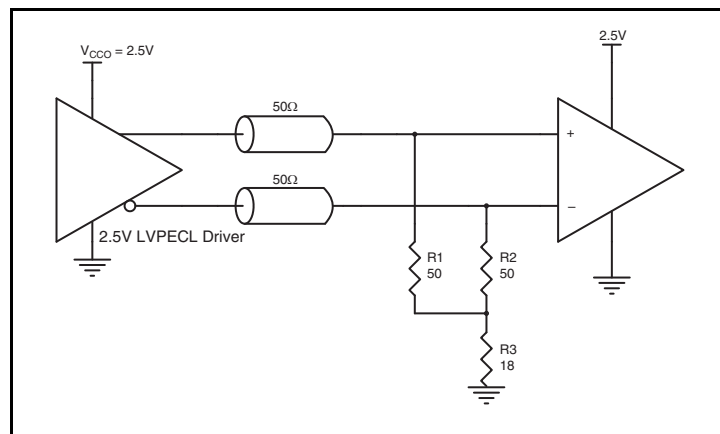 V_CCO = 2.5V
2.5V
50Ω
50Ω
+
−
2.5V LVPECL Driver
R1
50
R2
50
R3
18